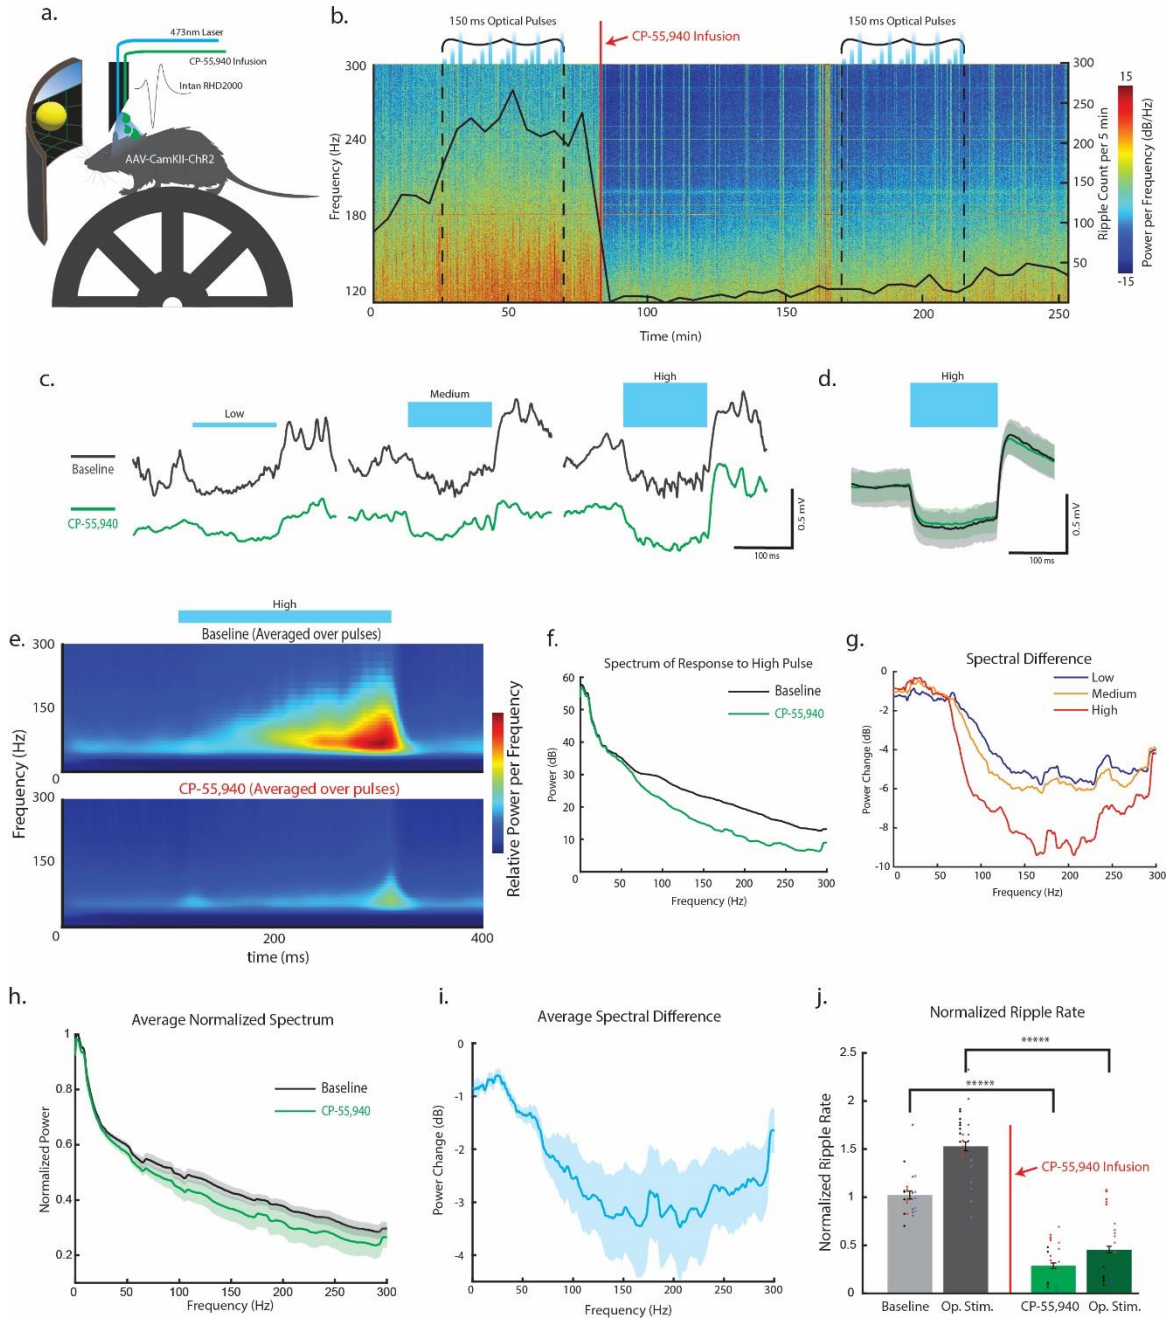 a.
473nm Laser
CP-55,940 Infusion
Intan RHD2000
AAV-CamKII-ChR2
b.
150 ms Optical Pulses
CP-55,940 Infusion
150 ms Optical Pulses
300
240
180
120
Frequency (Hz)
0
50
100
150
200
250
Time (min)
300
250
200
150
100
50
Ripple Count per 5 min
15
-15
Power per Frequency (dB/Hz)
c.
Low
Medium
High
Baseline
CP-55,940
0.5 mV
100 ms
d.
High
0.5 mV
100 ms
e.
High
Baseline (Averaged over pulses)
300
150
0
CP-55,940 (Averaged over pulses)
300
150
0
200
400
Frequency (Hz)
time (ms)
Relative Power per Frequency
f.
Spectrum of Response to High Pulse
Baseline
CP-55,940
60
50
40
30
20
10
0
50
100
150
200
250
300
Power (dB)
Frequency (Hz)
g.
Spectral Difference
Low
Medium
High
0
-2
-4
-6
-8
-10
0
50
100
150
200
250
300
Power Change (dB)
Frequency (Hz)
h.
Average Normalized Spectrum
Baseline
CP-55,940
1
0.8
0.6
0.4
0.2
0
50
100
150
200
250
300
Normalized Power
Frequency (Hz)
i.
Average Spectral Difference
0
-1
-2
-3
-4
0
50
100
150
200
250
300
Power Change (dB)
Frequency (Hz)
j.
Normalized Ripple Rate
*****
*****
CP-55,940 Infusion
2.5
2
1.5
1
0.5
0
Normalized Ripple Rate
Baseline
Op. Stim.
CP-55,940
Op. Stim.